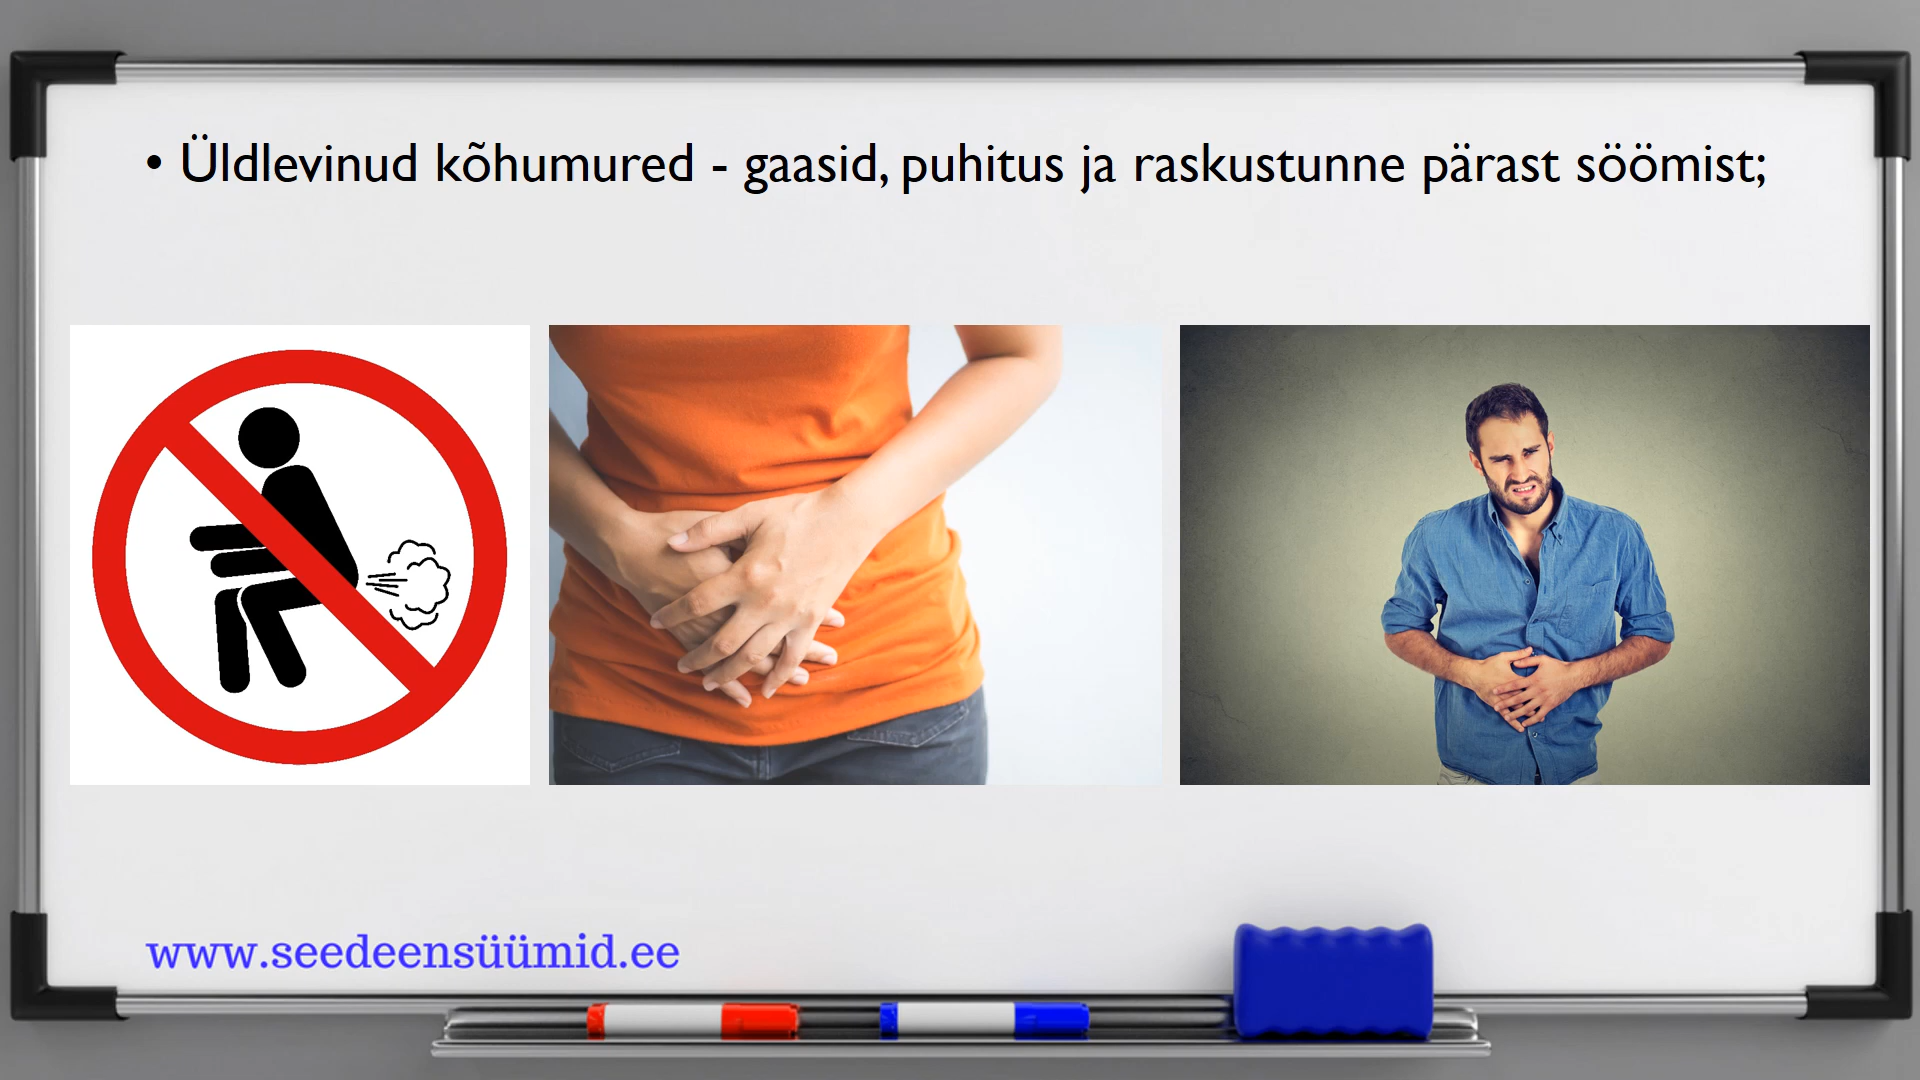 • Üldlevinud kõhumured - gaasid, puhitus ja raskustunne pärast söömist;
www.seedeensüümid.ee